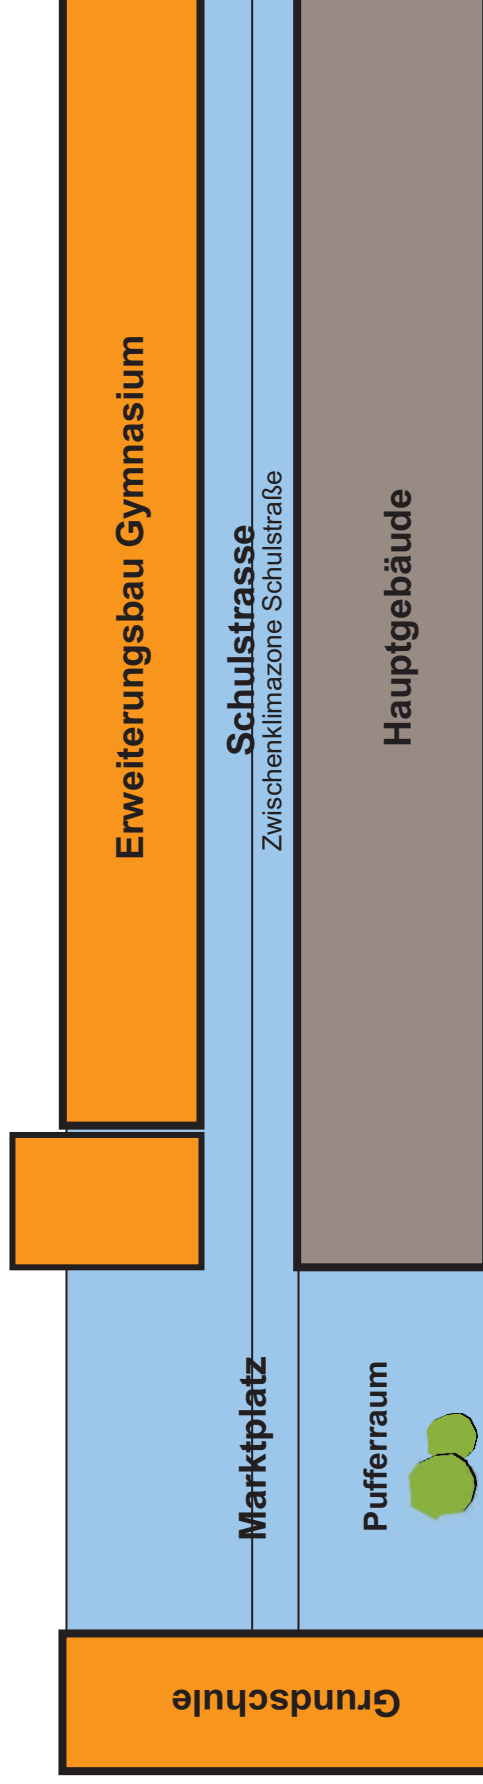 Erweiterungsbau Gymnasium
Schulstrasse
Zwischenklimazone Schulstraße
Hauptgebäude
Marktplatz
Pufferraum
Grundschule